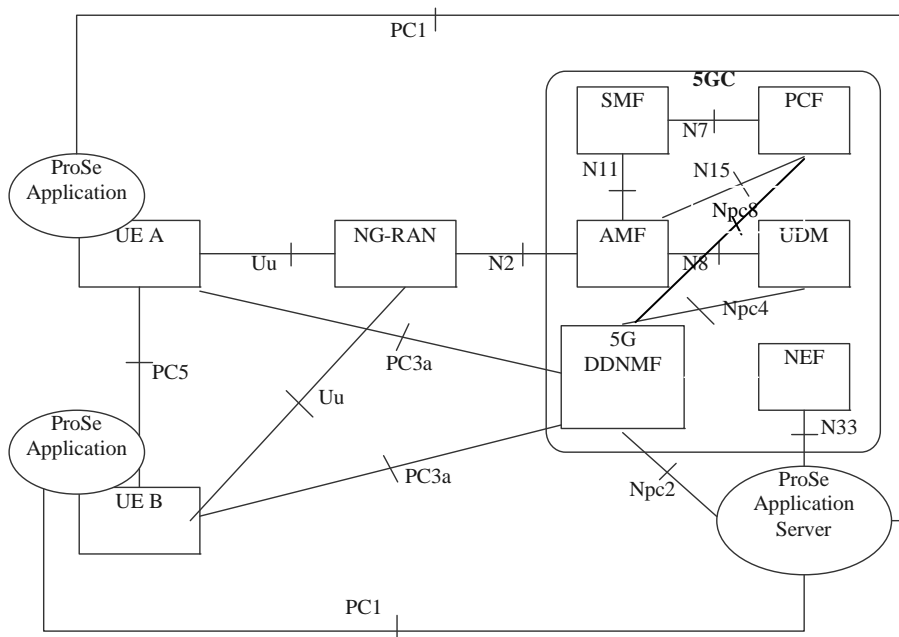 PC1
5GC
SMF
PCF
N7
ProSe
Application
N11
N15
Npc8
UE A
NG-RAN
AMF
UDM
Uu
N2
N8
Npc4
5G
DDNMF
NEF
PC3a
PC5
Uu
ProSe
Application
N33
PC3a
ProSe
Application
Server
Npc2
UE B
PC1